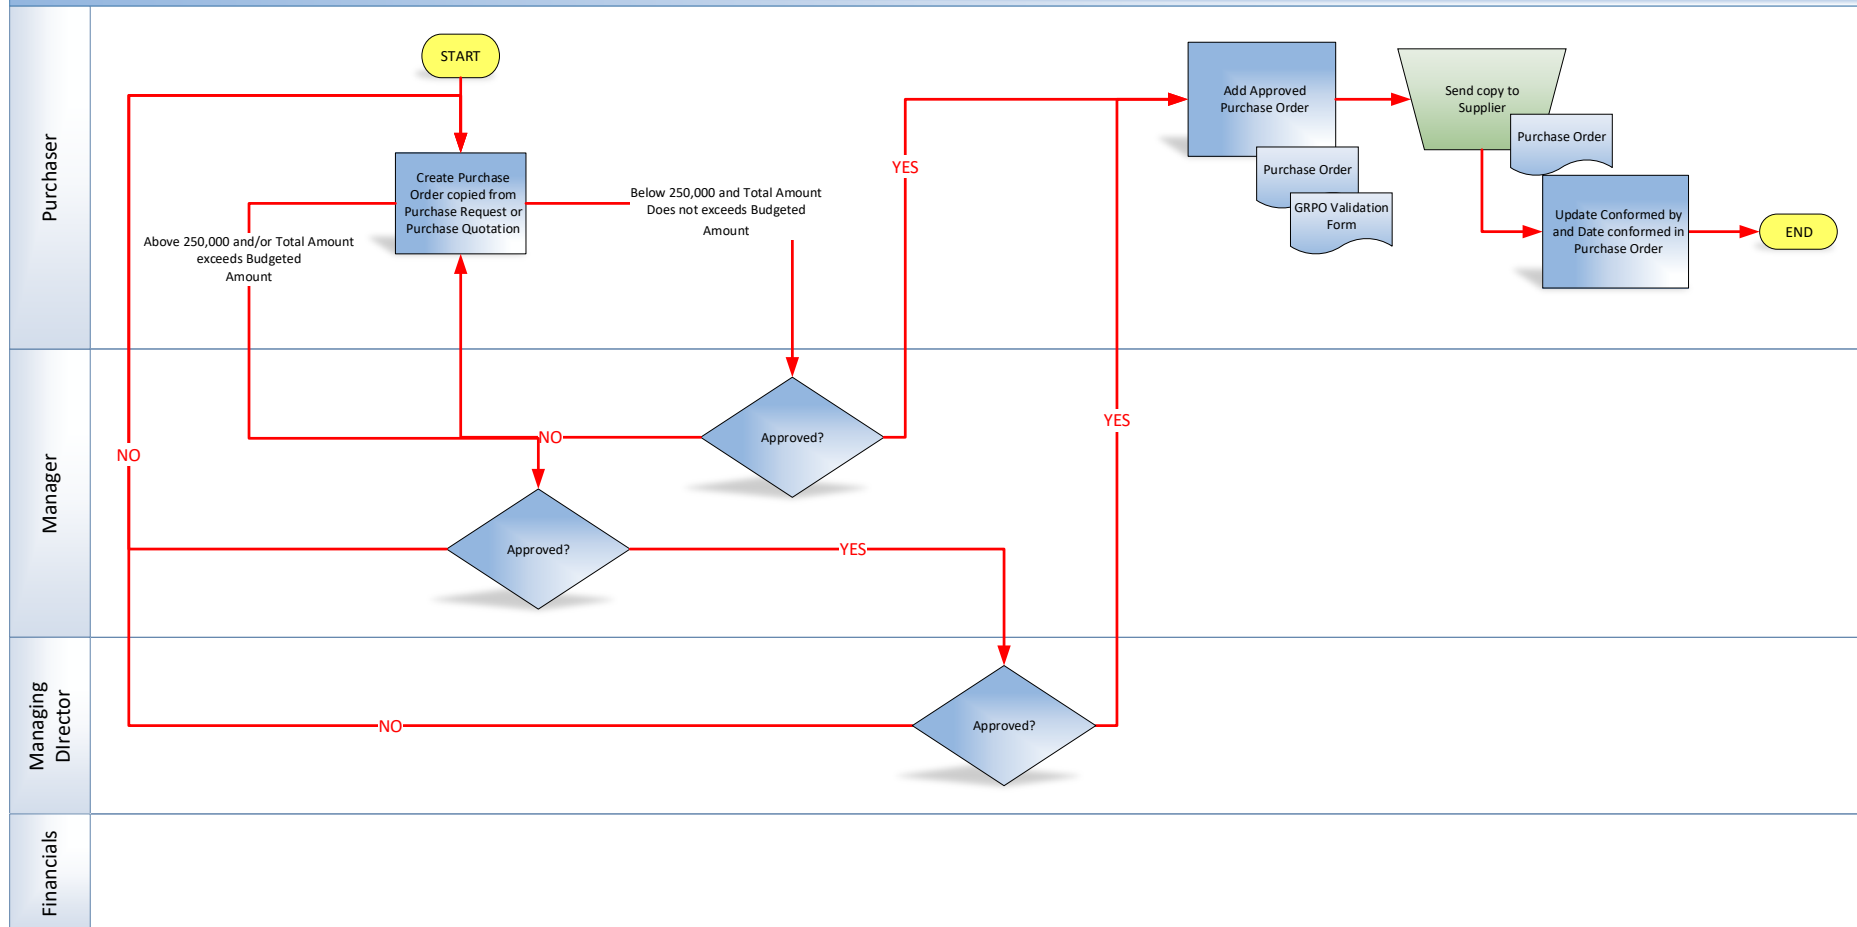 Purchaser
START
Create Purchase
Order copied from
Purchase Request or
Purchase Quotation
Above 250,000 and/or Total Amount
exceeds Budgeted
Amount
Below 250,000 and Total Amount
Does not exceeds Budgeted
Amount
YES
Add Approved
Purchase Order
Purchase Order
GRPO Validation
Form
Send copy to
Supplier
Purchase Order
Update Conformed by
and Date conformed in
Purchase Order
END
Manager
NO
NO
Approved?
YES
Approved?
YES
Managing
DIrector
NO
Approved?
Financials